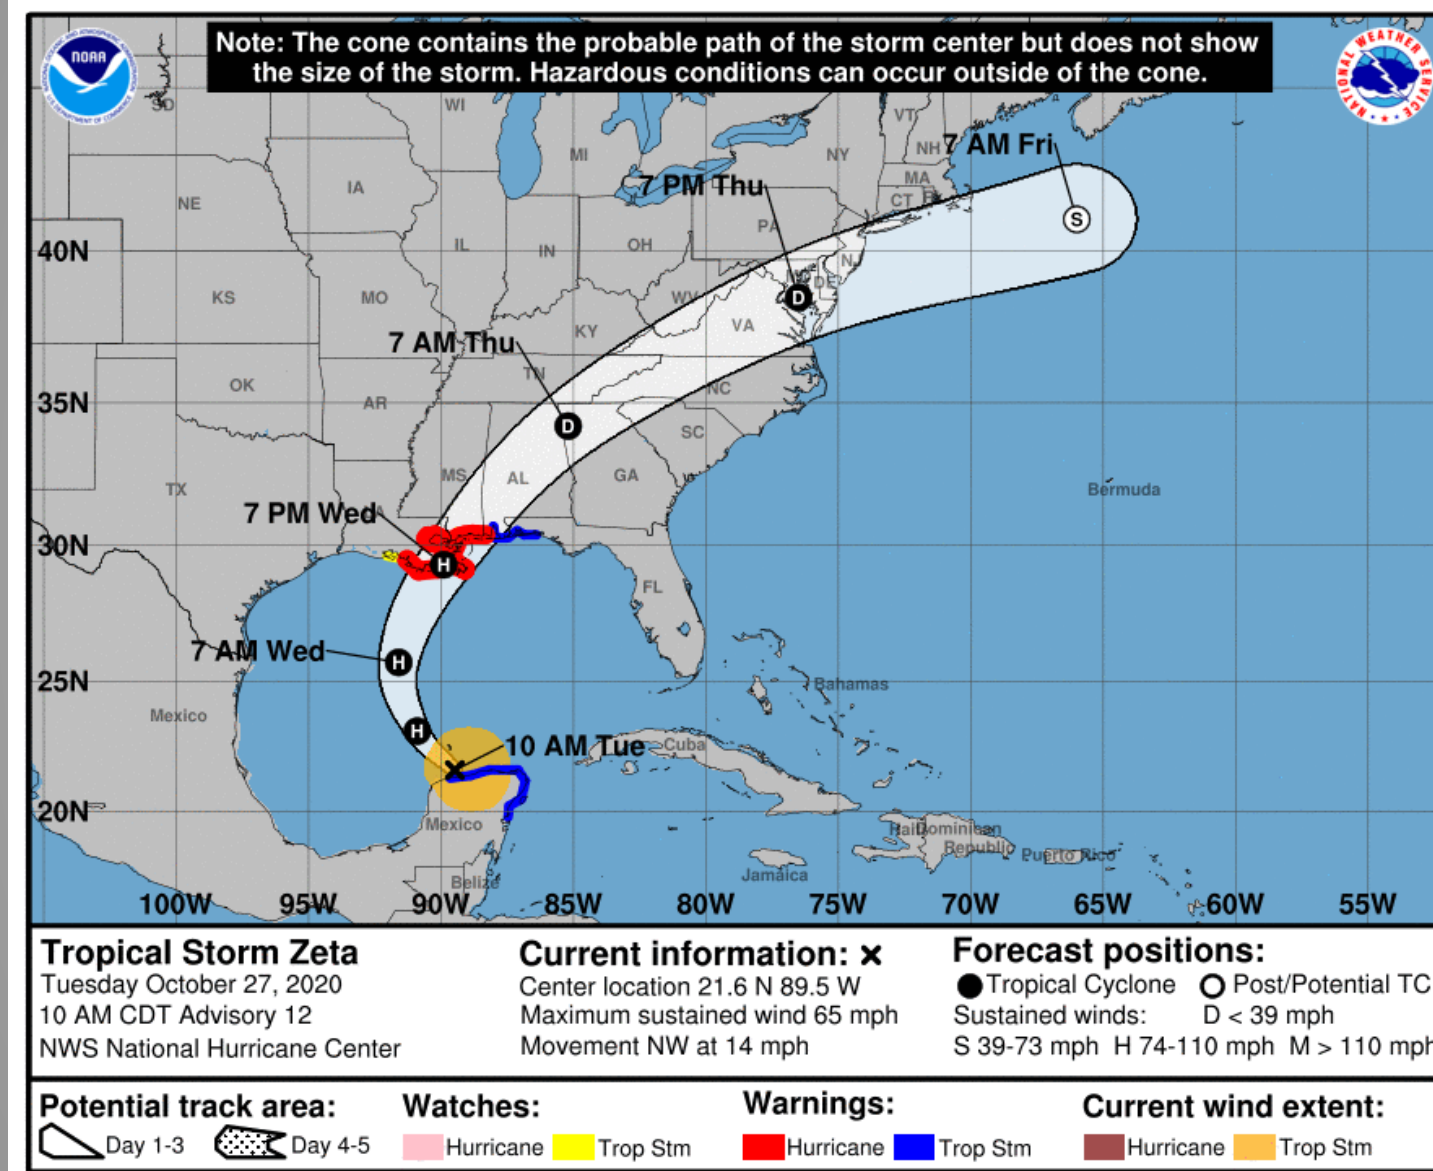 Note: The cone contains the probable path of the storm center but does not show
the size of the storm. Hazardous conditions can occur outside of the cone.
NOAA
NATIONAL WEATHER SERVICE
SD
WI
VT
NH
7 AM Fri
MI
NY
MA
7 PM Thu
IA
CT
NE
PA
S
40N
IL
IN
OH
NJ
DE
KS
MO
WV
D
VA
7 AM Thu
KY
TN
OK
NC
35N
AR
D
SC
MS
AL
GA
TX
Bermuda
7 PM Wed
30N
H
FL
7 AM Wed
H
25N
Bahamas
Mexico
H
10 AM Tue
Cuba
20N
Mexico
Haiti
Dominican
Republic
Puerto Rico
Jamaica
Belize
100W 95W 90W 85W 80W 75W 70W 65W 60W 55W
Tropical Storm Zeta
Tuesday October 27, 2020
10 AM CDT Advisory 12
NWS National Hurricane Center
Current information: ×
Center location 21.6 N 89.5 W
Maximum sustained wind 65 mph
Movement NW at 14 mph
Forecast positions:
Tropical Cyclone Post/Potential TC
Sustained winds: D < 39 mph
S 39-73 mph H 74-110 mph M > 110 mph
Potential track area:
Day 1-3 Day 4-5
Watches:
Hurricane Trop Stm
Warnings:
Hurricane Trop Stm
Current wind extent:
Hurricane Trop Stm